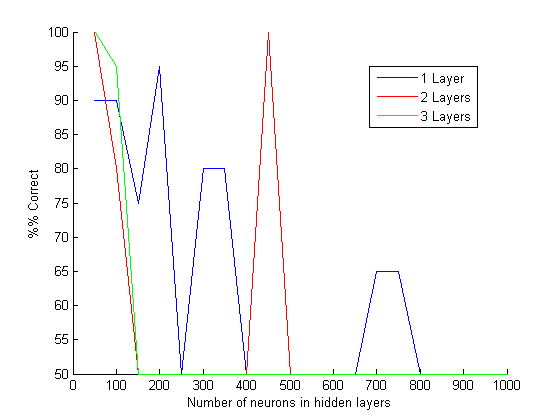 100
95
90
85
80
75
70
65
60
55
50
%% Correct
1 Layer
2 Layers
3 Layers
0 100 200 300 400 500 600 700 800 900 1000
Number of neurons in hidden layers